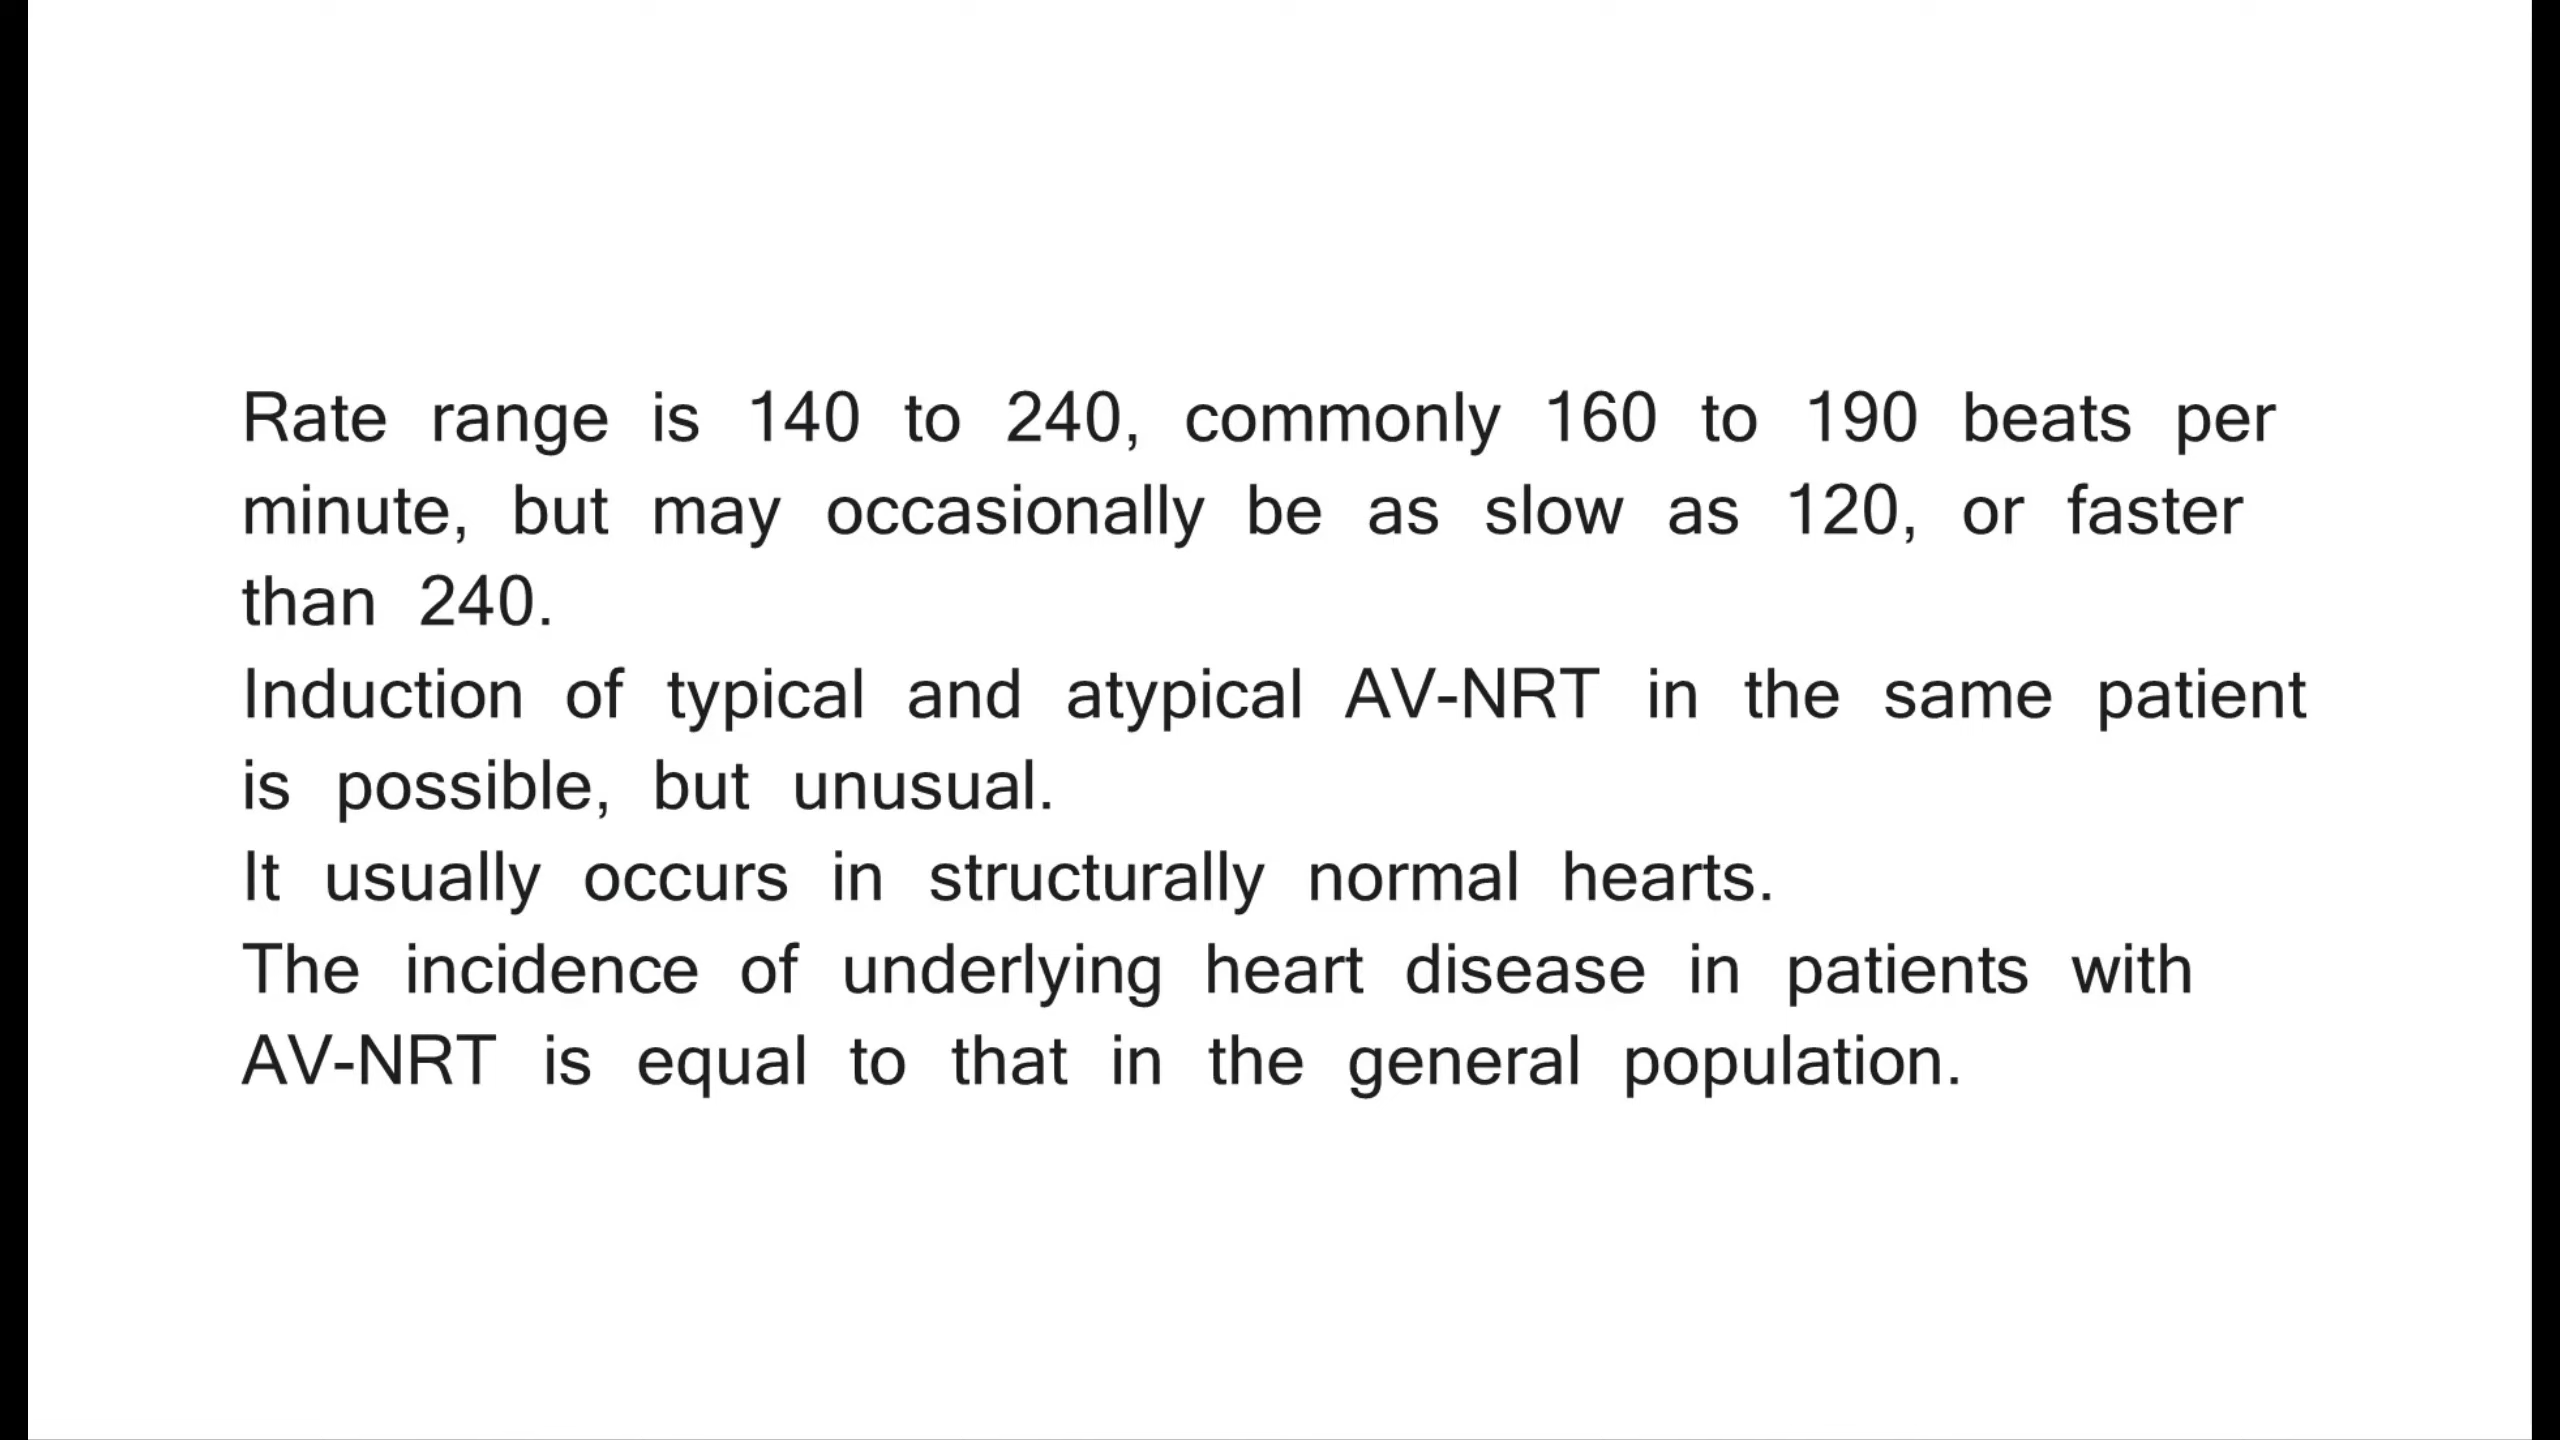 Rate range is 140 to 240, commonly 160 to 190 beats per
minute, but may occasionally be as slow as 120, or faster
than 240.
Induction of typical and atypical AV-NRT in the same patient
is possible, but unusual.
It usually occurs in structurally normal hearts.
The incidence of underlying heart disease in patients with
AV-NRT is equal to that in the general population.